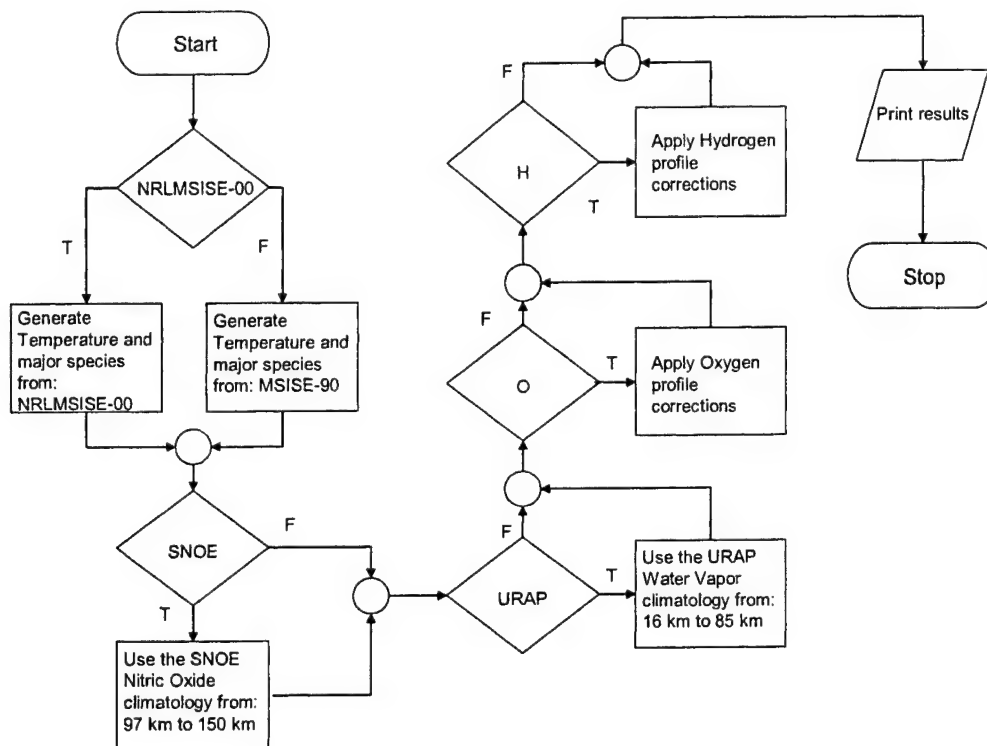 Start
NRLMSISE-00
T
F
Generate
Temperature and
major species
from:
NRLMSISE-00
Generate
Temperature and
major species
from: MSISE-90
SNOE
F
T
Use the SNOE
Nitric Oxide
climatology from:
97 km to 150 km
URAP
F
T
Use the URAP
Water Vapor
climatology from:
16 km to 85 km
O
F
T
Apply Oxygen
profile
corrections
H
F
T
Apply Hydrogen
profile
corrections
Print results
Stop